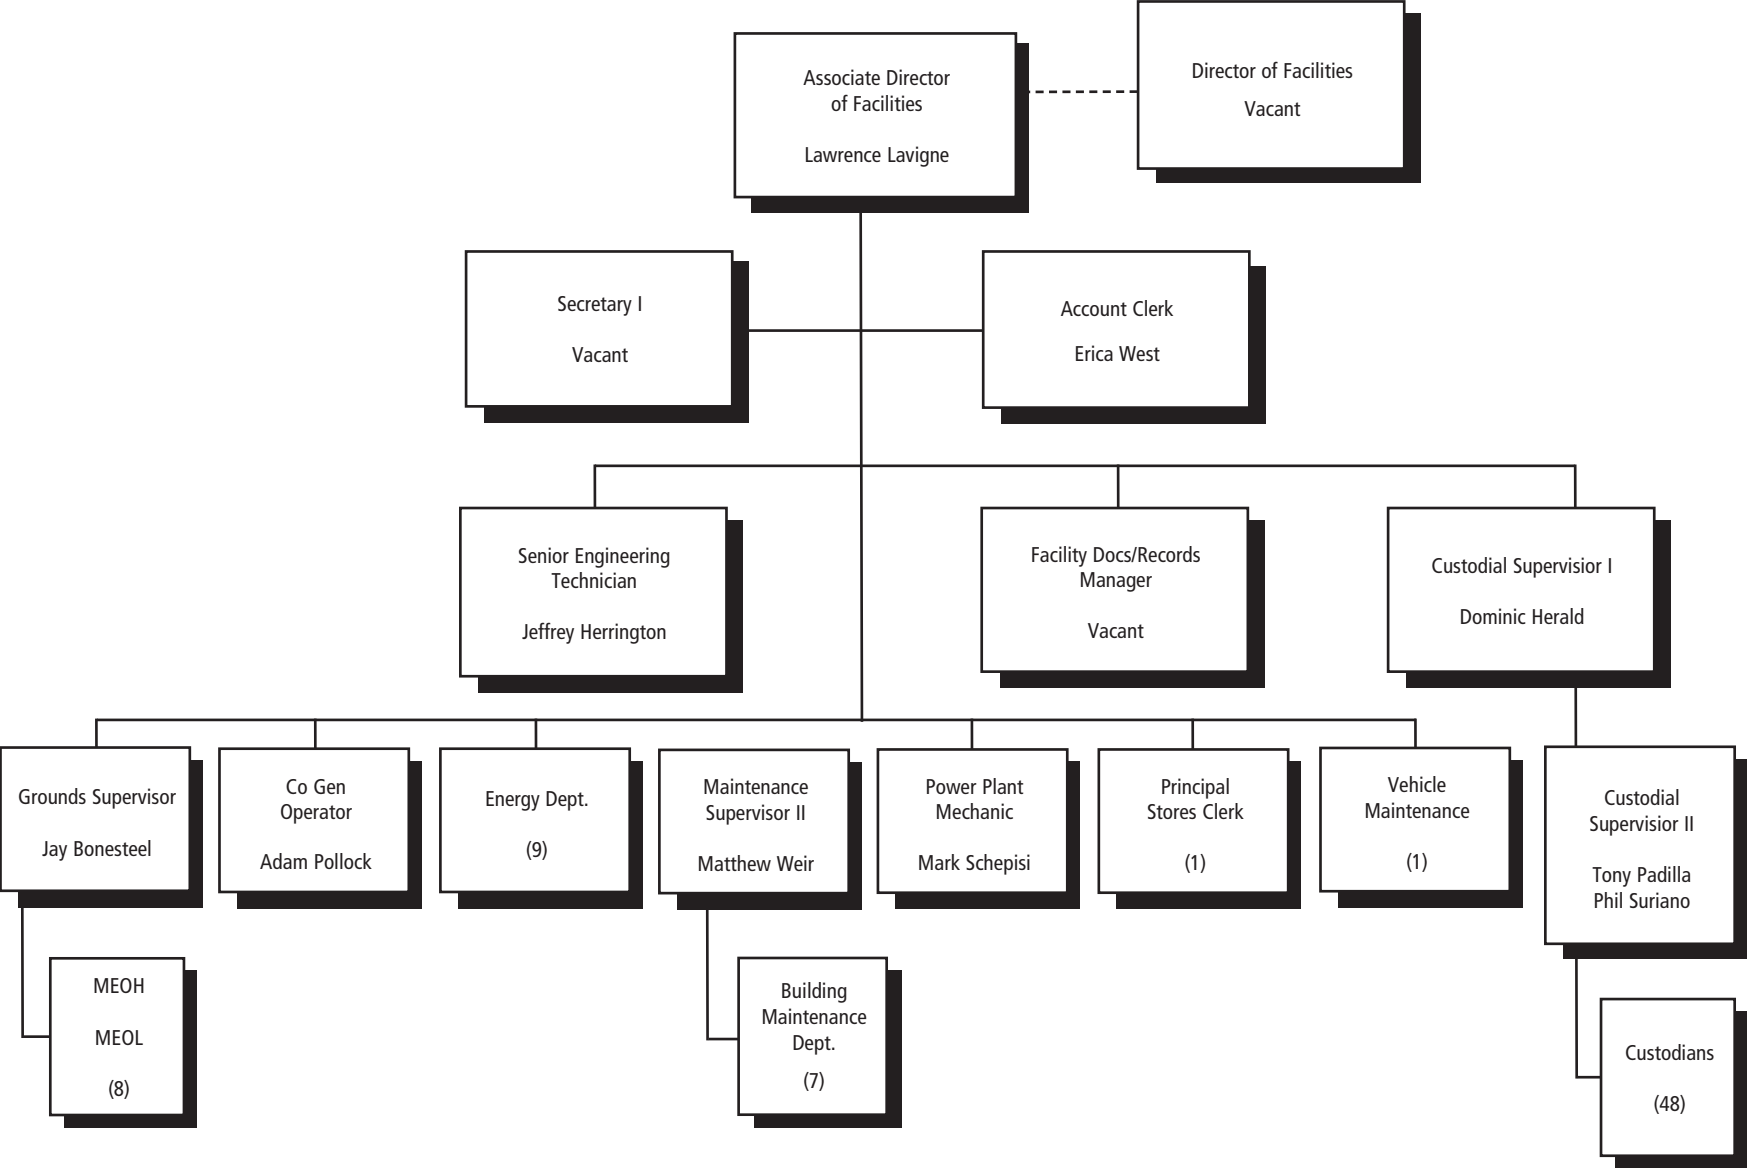 Associate Director
of Facilities
Lawrence Lavigne
Director of Facilities
Vacant
Secretary I
Vacant
Account Clerk
Erica West
Senior Engineering
Technician
Jeffrey Herrington
Facility Docs/Records
Manager
Vacant
Custodial Supervisior I
Dominic Herald
Grounds Supervisor
Jay Bonesteel
Co Gen
Operator
Adam Pollock
Energy Dept.
(9)
Maintenance
Supervisor II
Matthew Weir
Power Plant
Mechanic
Mark Schepisi
Principal
Stores Clerk
(1)
Vehicle
Maintenance
(1)
Custodial
Supervisior II
Tony Padilla
Phil Suriano
MEOH
MEOL
(8)
Building
Maintenance
Dept.
(7)
Custodians
(48)